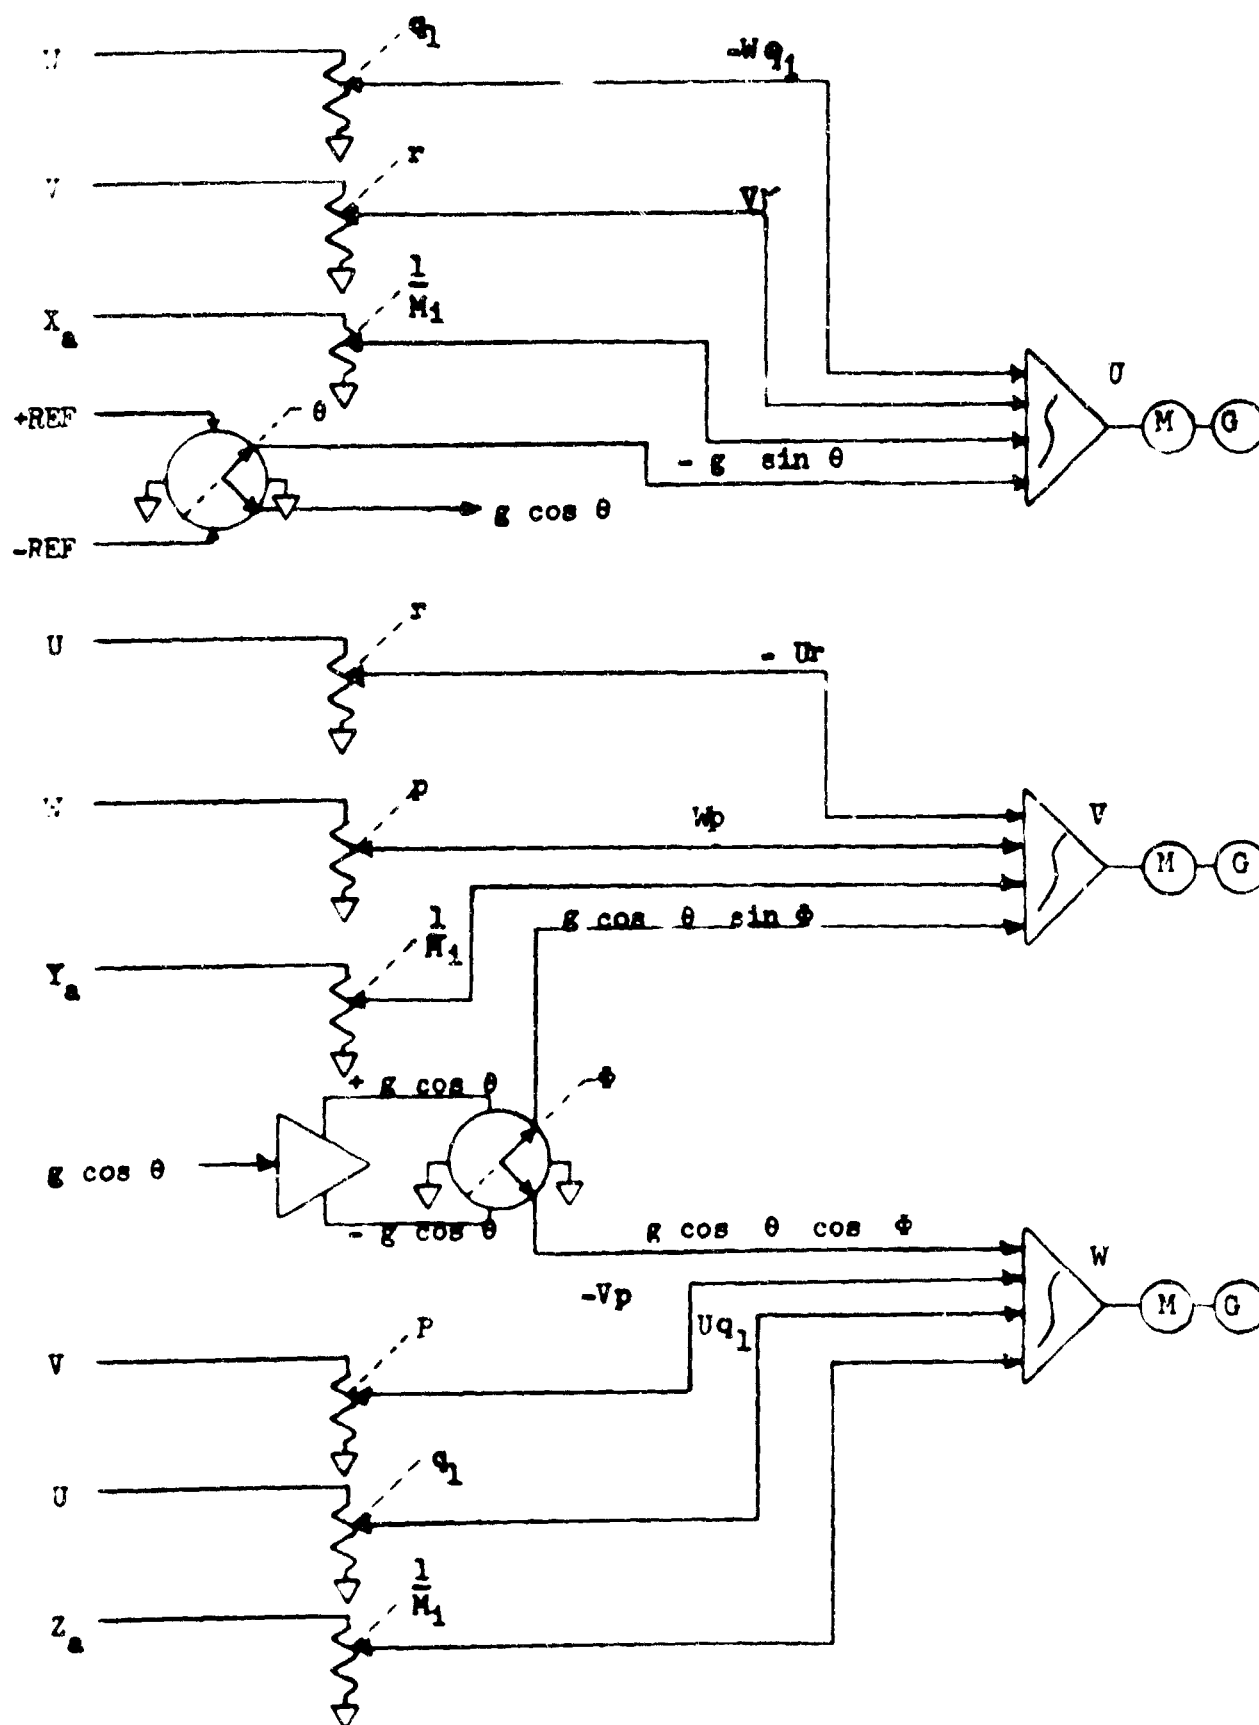 W
q1
-Wq1
V
r
Vr
Xa
1
M1
U
M
G
+REF
θ
- g sin θ
g cos θ
-REF
U
r
- Ur
W
p
Wp
V
M
G
Ya
1
M1
g cos θ sin Φ
+ g cos θ
Φ
g cos θ
- g cos θ
g cos θ cos Φ
W
M
G
-Vp
V
P
Uq1
U
q1
Za
1
M1